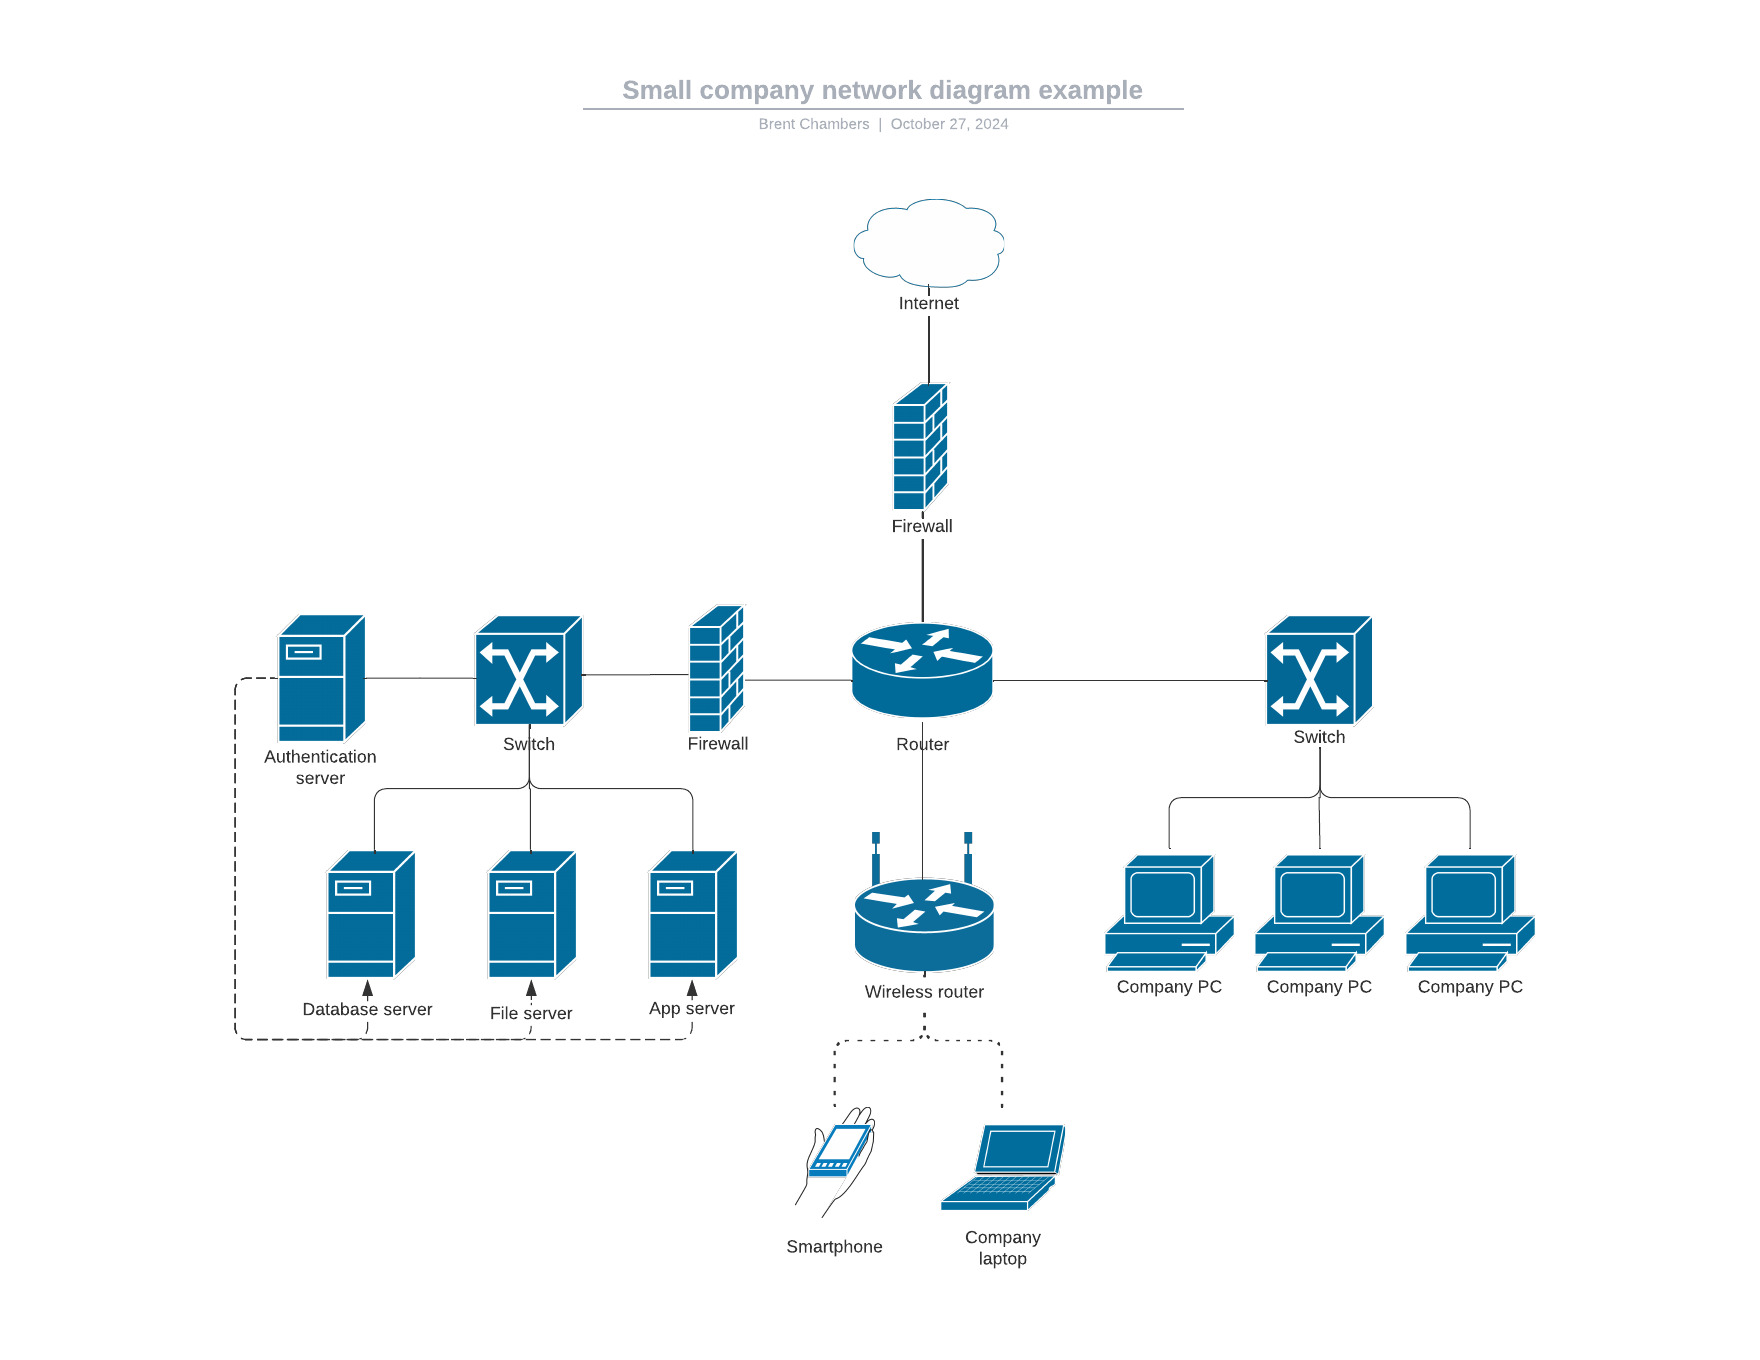 Small company network diagram example
Brent Chambers | October 27, 2024
Internet
Firewall
Authentication
server
Switch
Firewall
Router
Switch
Database server
File server
App server
Wireless router
Company PC
Company PC
Company PC
Smartphone
Company
laptop